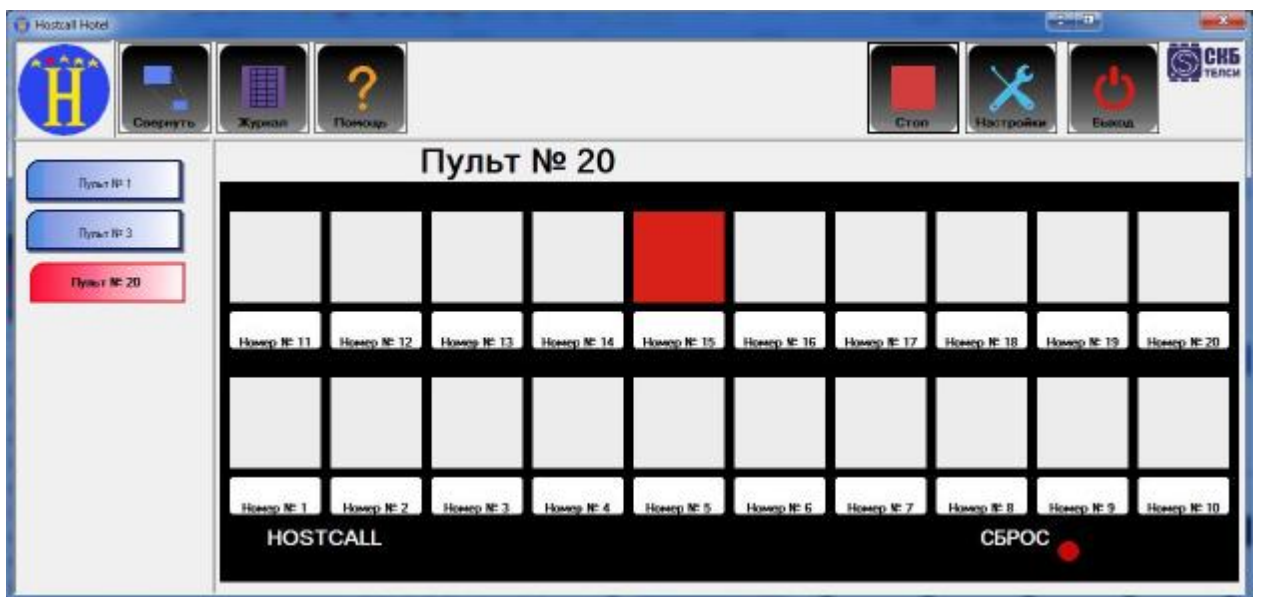 Hostcall Hotel
H
Свернуть
Журнал
?
Помощь
Стоп
Настройки
Выход
S СКБ
ТЕЛСИ
Пульт № 1
Пульт № 3
Пульт № 20
Пульт № 20
Номер № 11 Номер № 12 Номер № 13 Номер № 14 Номер № 15 Номер № 16 Номер № 17 Номер № 18 Номер № 19 Номер № 20
Номер № 1 Номер № 2 Номер № 3 Номер № 4 Номер № 5 Номер № 6 Номер № 7 Номер № 8 Номер № 9 Номер № 10
HOSTCALL СБРОС